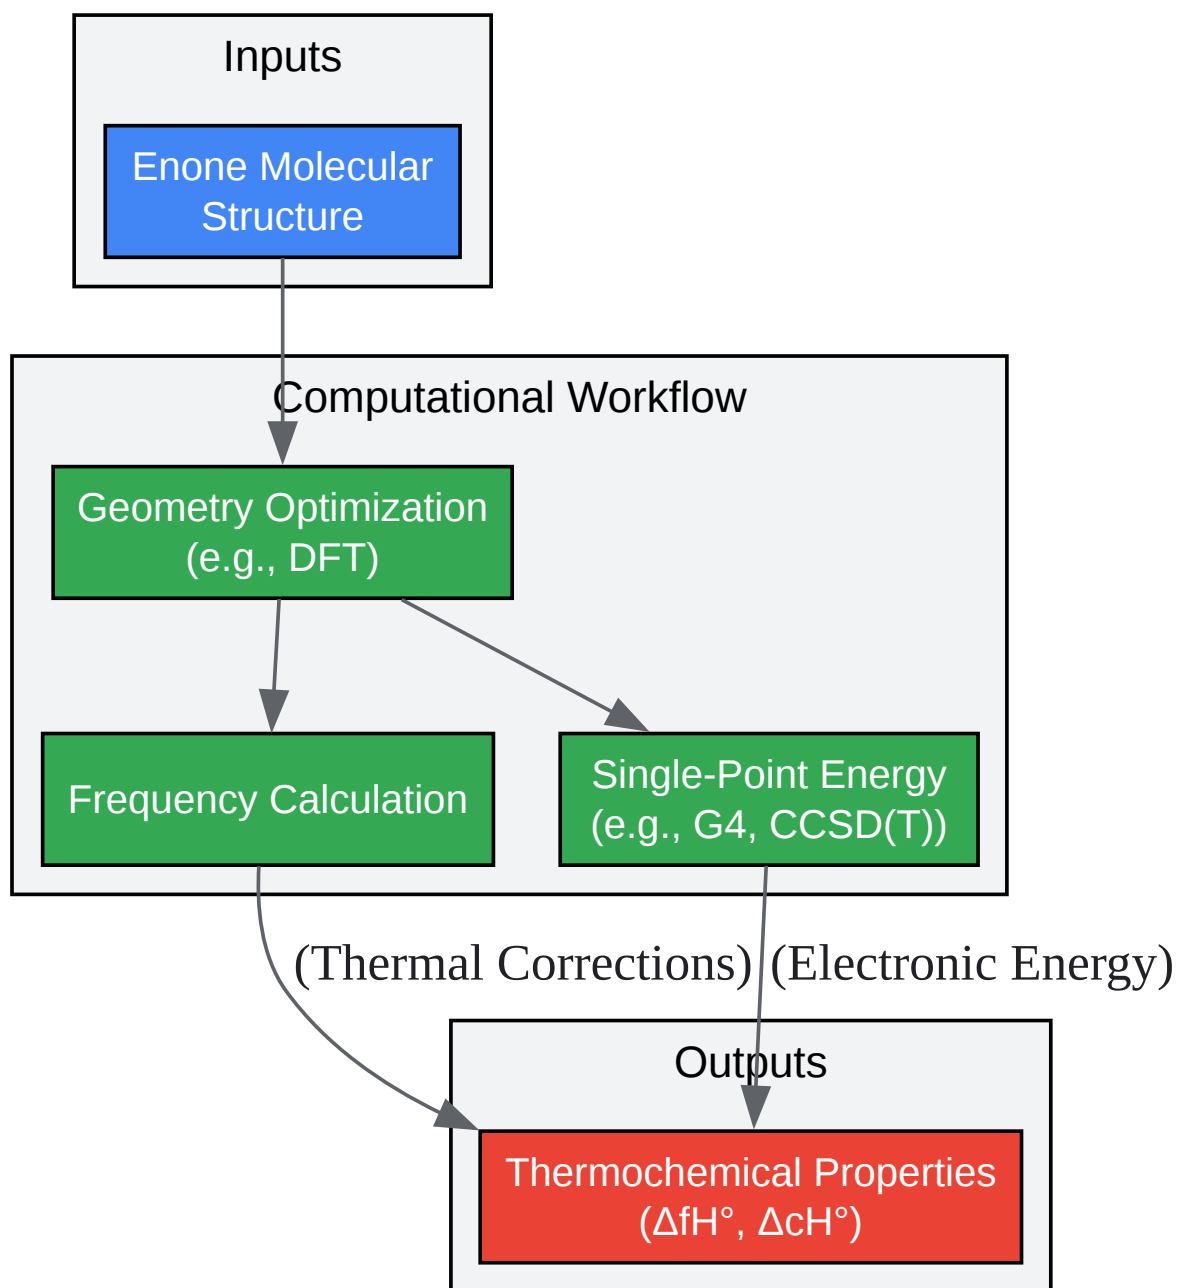 Inputs
Enone Molecular
Structure
Computational Workflow
Geometry Optimization
(e.g., DFT)
Frequency Calculation
Single-Point Energy
(e.g., G4, CCSD(T))
(Thermal Corrections)
(Electronic Energy)
Outputs
Thermochemical Properties
(ΔfH°, ΔcH°)